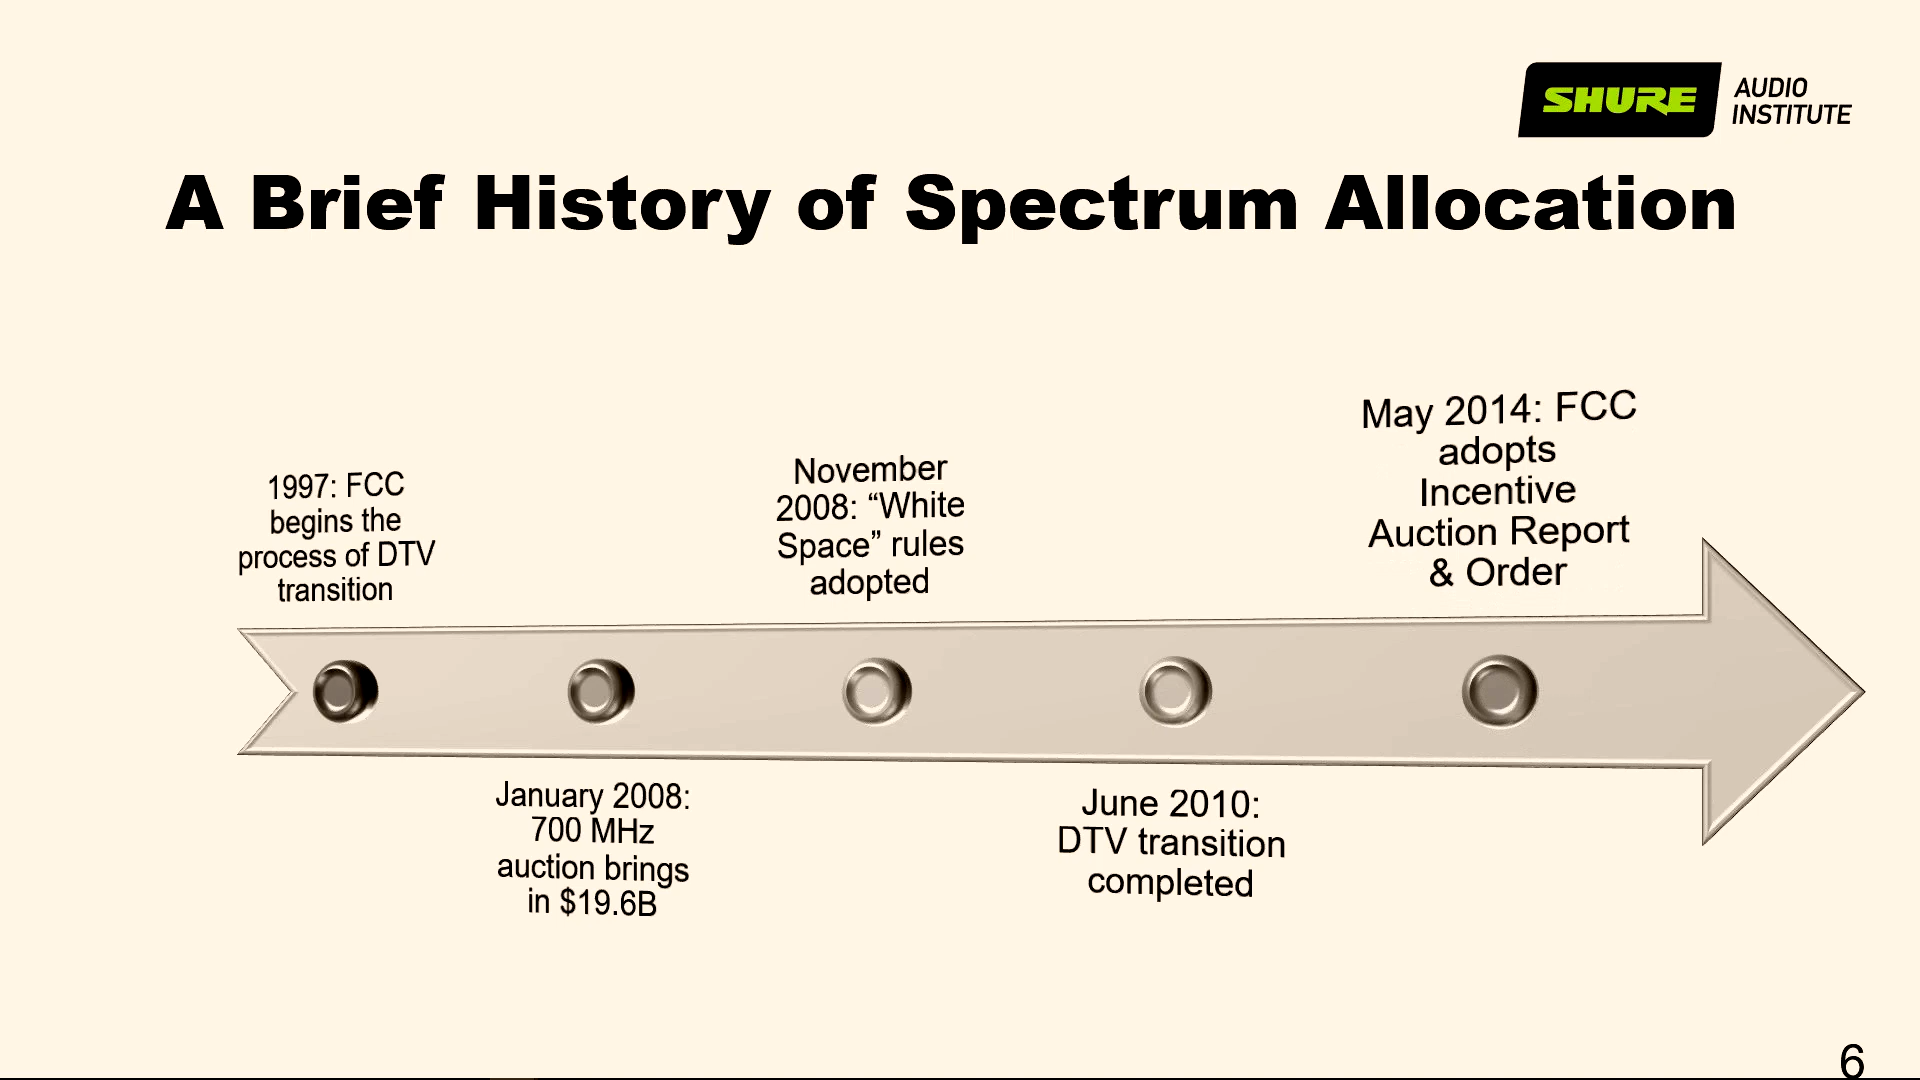 SHURE
AUDIO
INSTITUTE
A Brief History of Spectrum Allocation
1997: FCC
begins the
process of DTV
transition
January 2008:
700 MHz
auction brings
in $19.6B
November
2008: “White
Space” rules
adopted
June 2010:
DTV transition
completed
May 2014: FCC
adopts
Incentive
Auction Report
& Order
6